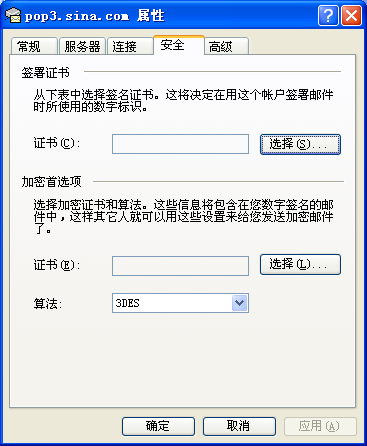 pop3.sina.com 属性
常规 服务器 连接 安全 高级
签署证书
从下表中选择签名证书。这将决定在用这个帐户签署邮件
时所使用的数字标识。
证书(C): 选择(S)...
加密首选项
选择加密证书和算法。这些信息将包含在您数字签名的邮
件中，这样其它人就可以用这些设置来给您发送加密邮件
了。
证书(E): 选择(L)...
算法: 3DES
确定 取消 应用(A)